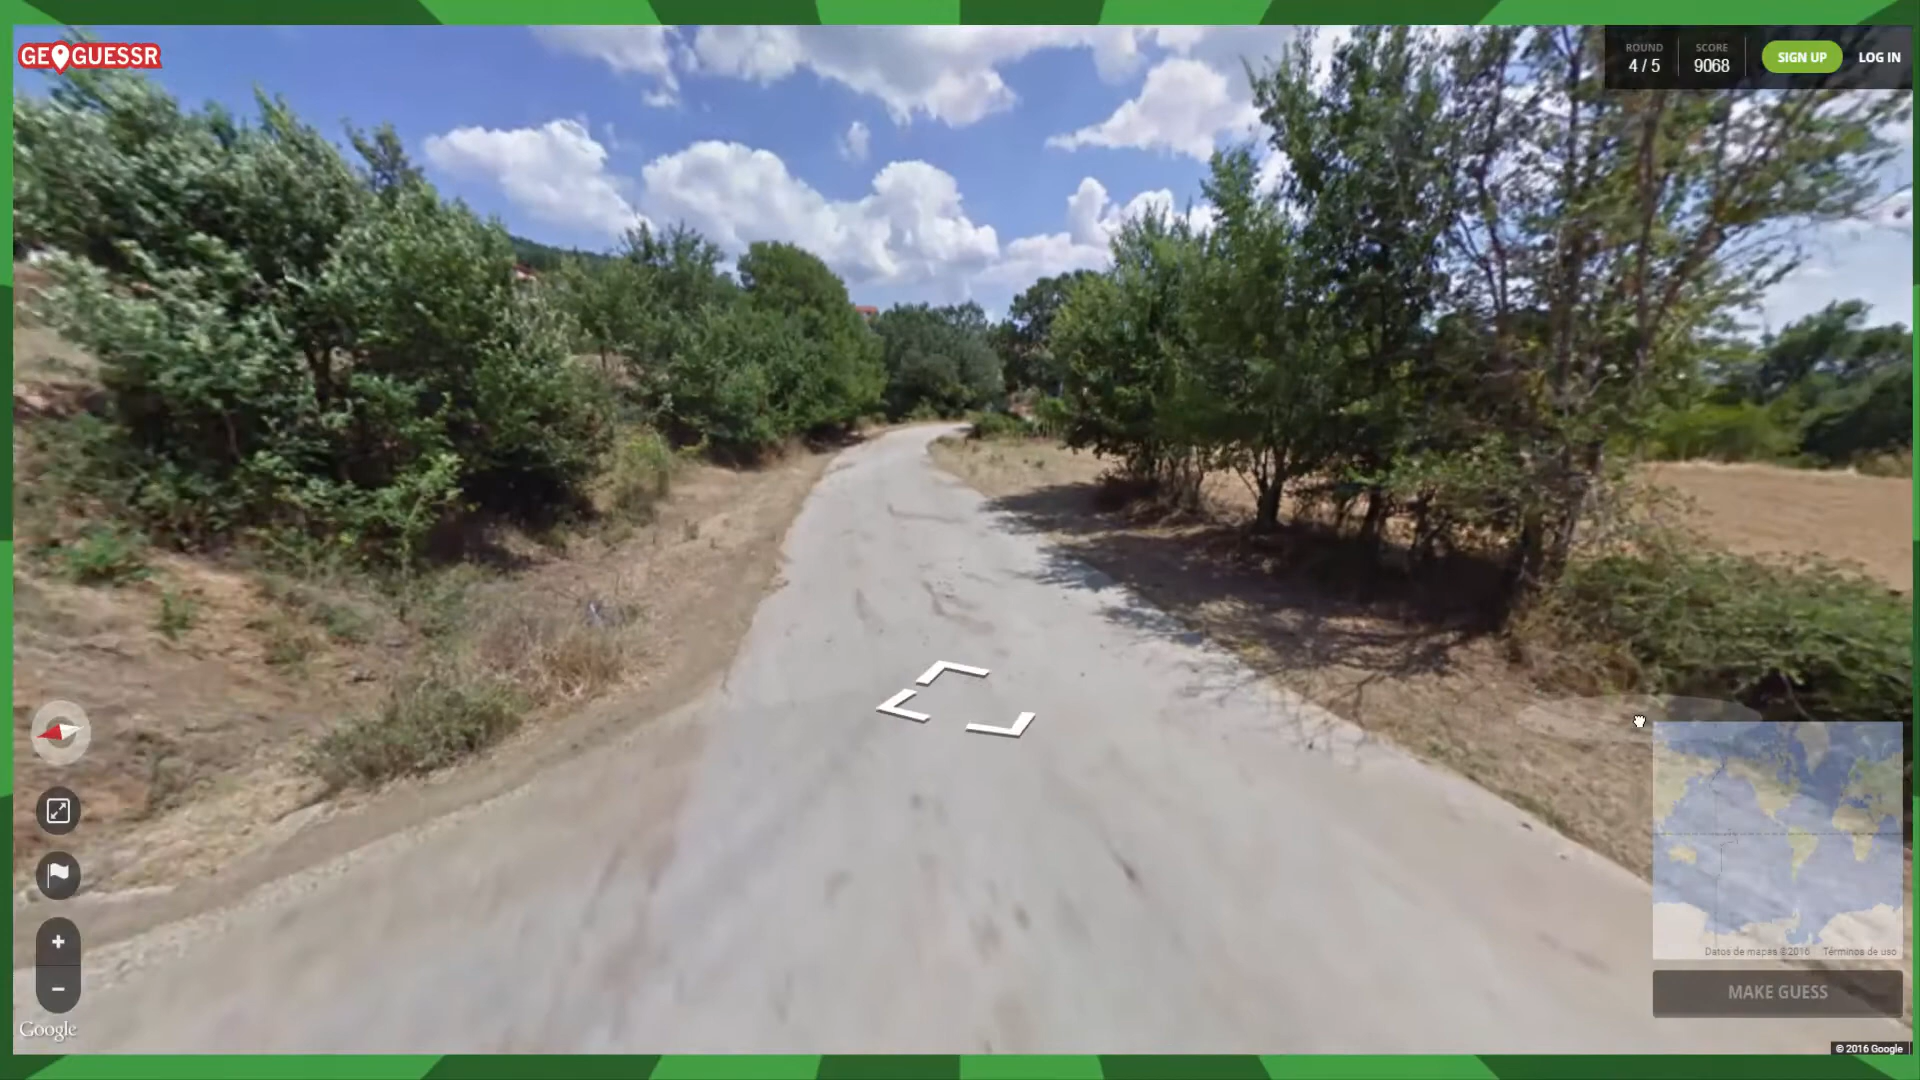 GEOGUESSR
ROUND
4 / 5
SCORE
9068
SIGN UP
LOG IN
Datos de mapas ©2016
Términos de uso
MAKE GUESS
Google
© 2016 Google